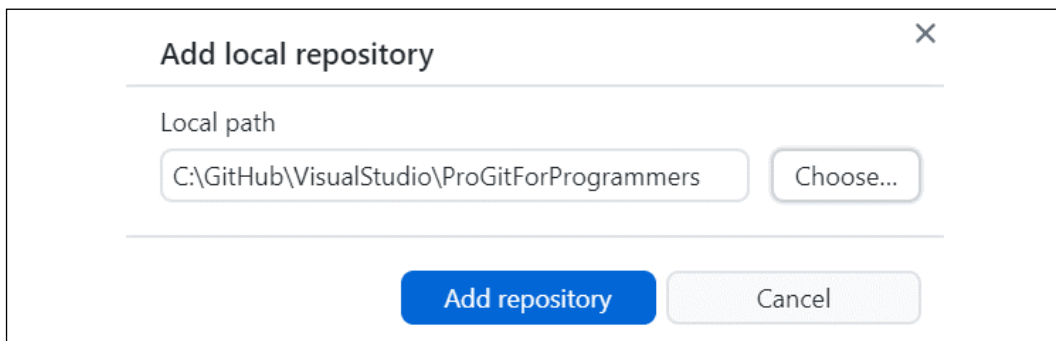 Add local repository
Local path
C:\GitHub\VisualStudio\ProGitForProgrammers
Choose...
Add repository
Cancel